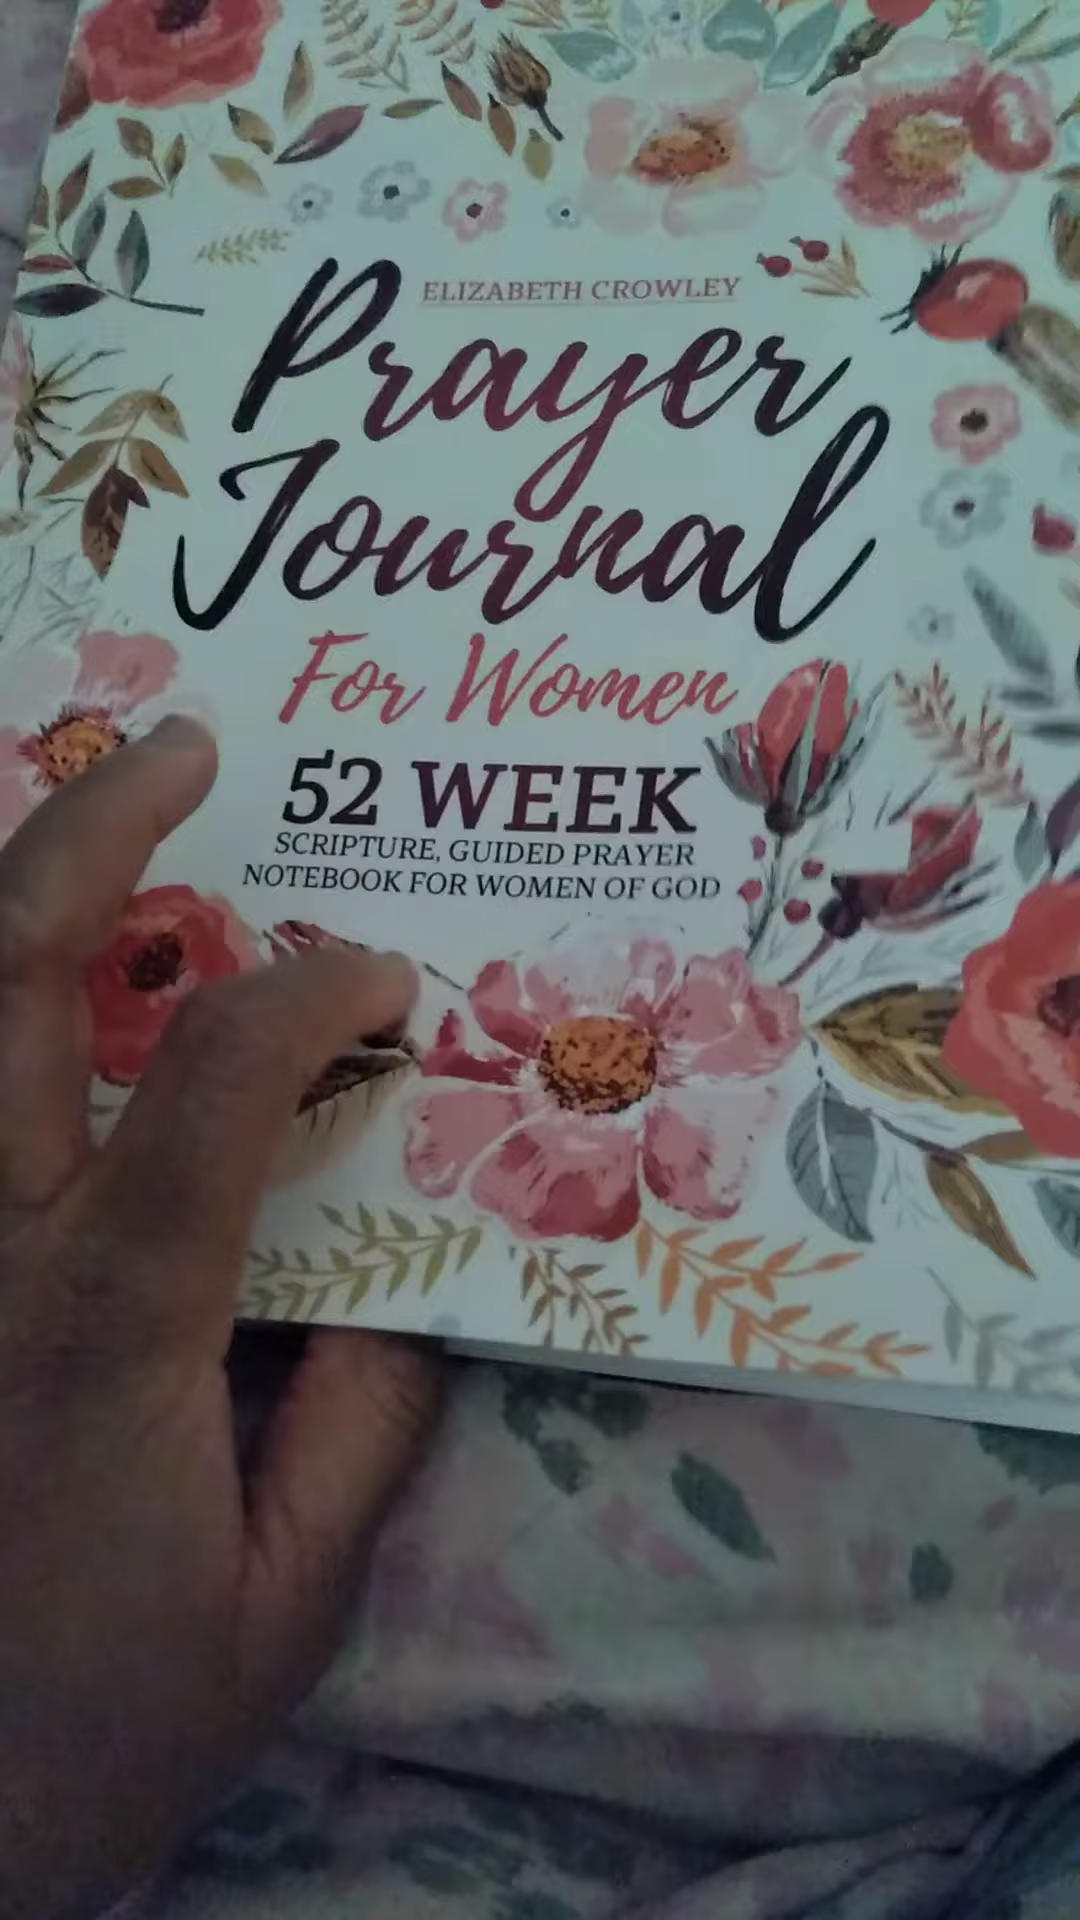 ELIZABETH CROWLEY
Prayer
Journal
For Women
52 WEEK
SCRIPTURE, GUIDED PRAYER
NOTEBOOK FOR WOMEN OF GOD